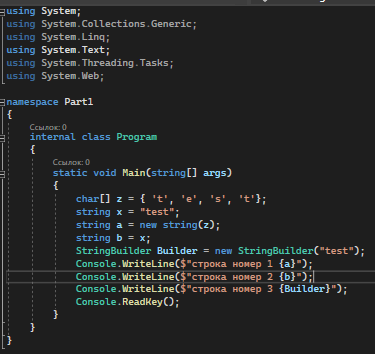 using System;
using System.Collections.Generic;
using System.Linq;
using System.Text;
using System.Threading.Tasks;
using System.Web;
namespace Part1
{
Ссылок: 0
internal class Program
{
Ссылок: 0
static void Main(string[] args)
{
char[] z = { 't', 'e', 's', 't'};
string x = "test";
string a = new string(z);
string b = x;
StringBuilder Builder = new StringBuilder("test");
Console.WriteLine($"строка номер 1 {a}");
Console.WriteLine($"строка номер 2 {b}");
Console.WriteLine($"строка номер 3 {Builder}");
Console.ReadKey();
}
}
}